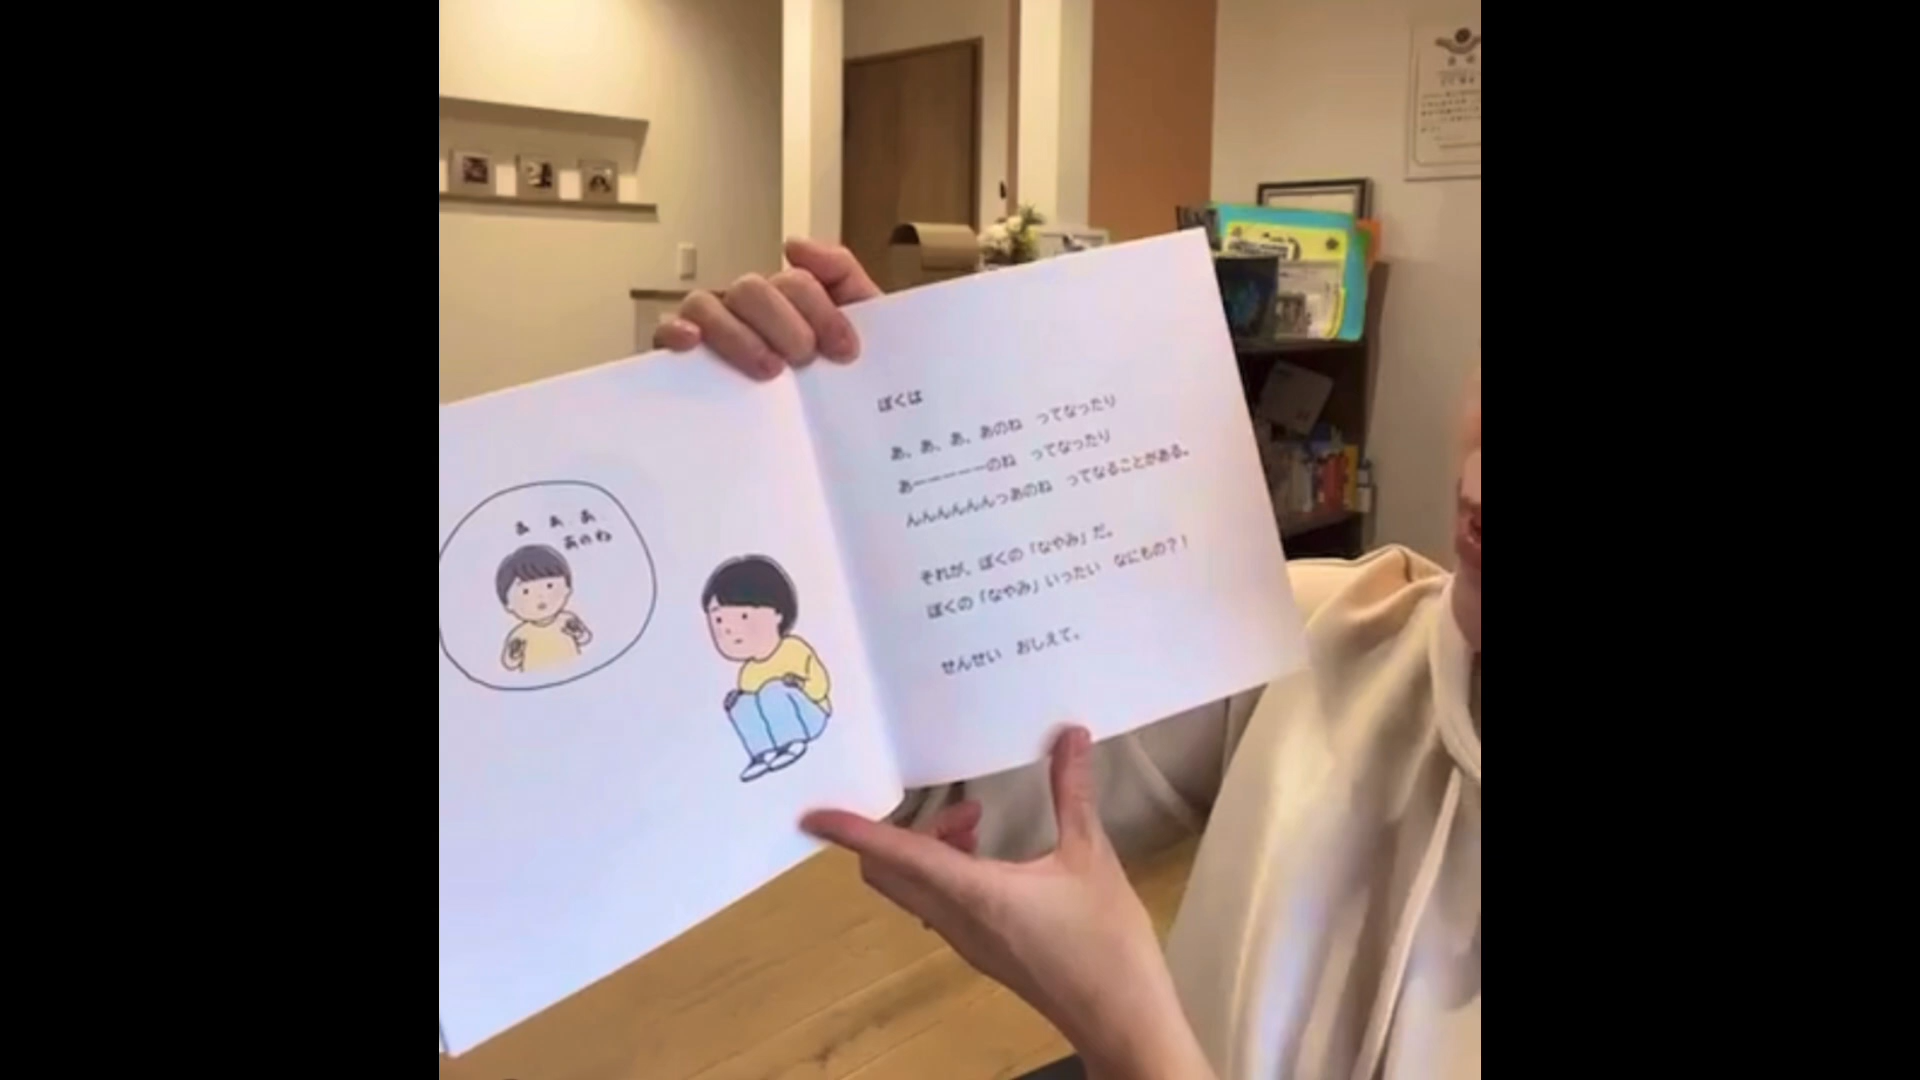 あ あ あ
あのね
ぼくは
あ、あ、あ、あのね　ってなったり
あーーーーーのね　ってなったり
んんんんんっあのね　ってなることがある。
それが、ぼくの「なやみ」だ。
ぼくの「なやみ」いったい　なにもの？！
せんせい　おしえて。